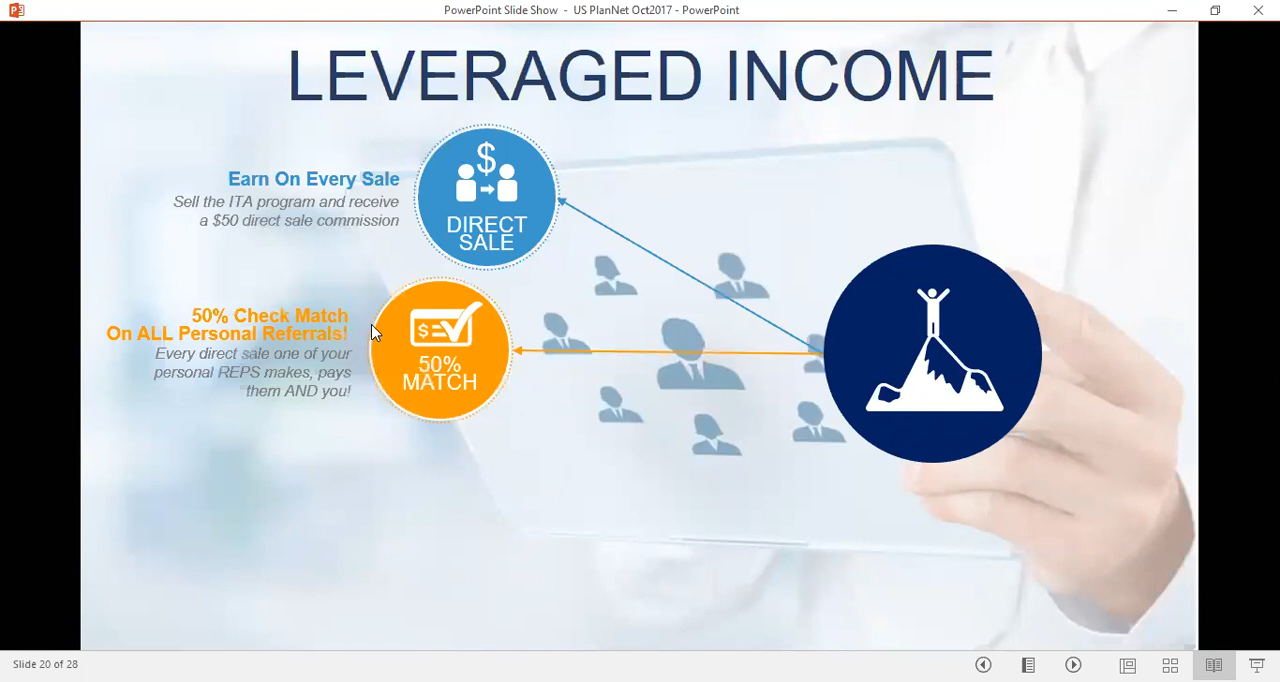 PowerPoint Slide Show - US PlanNet Oct2017 - PowerPoint
LEVERAGED INCOME
Earn On Every Sale
Sell the ITA program and receive
a $50 direct sale commission
$
DIRECT
SALE
50% Check Match
On ALL Personal Referrals!
Every direct sale one of your
personal REPS makes, pays
them AND you!
$
50%
MATCH
Slide 20 of 28